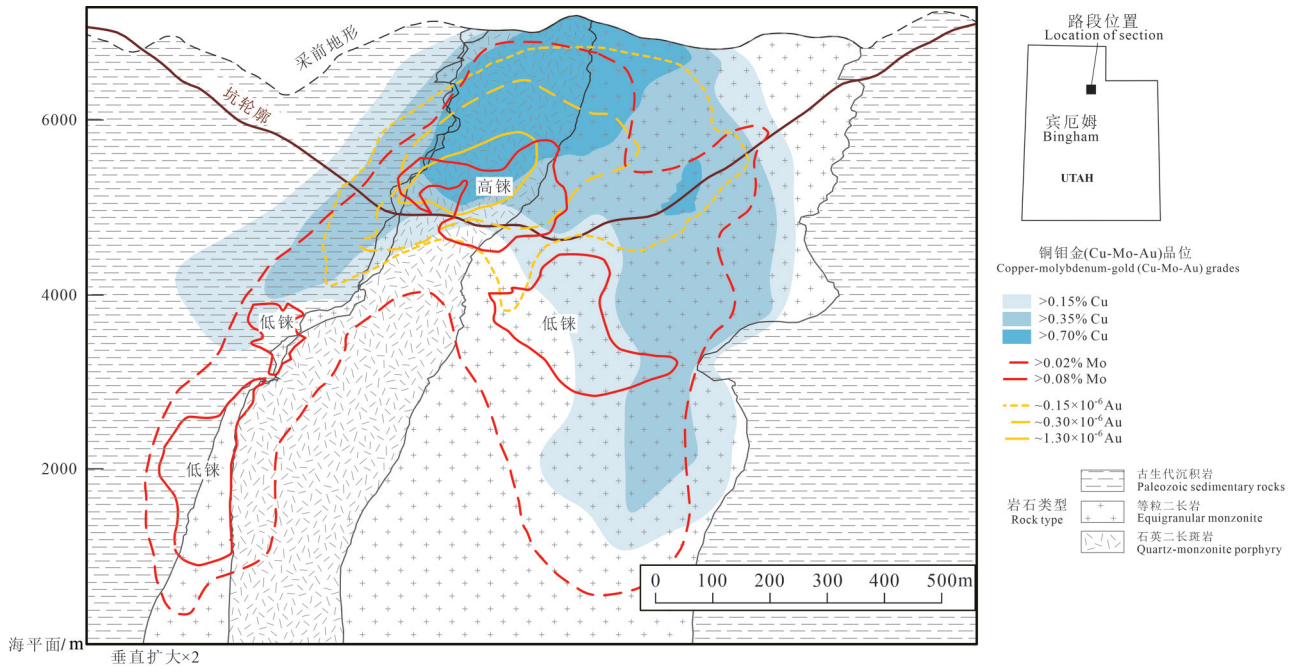 采前地形
坑轮廓
6000
4000
2000
海平面/m
垂直扩大×2
高铼
低铼
低铼
低铼
0 100 200 300 400 500m
路段位置
Location of section
宾厄姆
Bingham
UTAH
铜钼金(Cu-Mo-Au)品位
Copper-molybdenum-gold (Cu-Mo-Au) grades
>0.15% Cu
>0.35% Cu
>0.70% Cu
>0.02% Mo
>0.08% Mo
~0.15×10⁻⁶Au
~0.30×10⁻⁶Au
~1.30×10⁻⁶Au
岩石类型
Rock type
古生代沉积岩
Paleozoic sedimentary rocks
等粒二长岩
Equigranular monzonite
石英二长斑岩
Quartz-monzonite porphyry